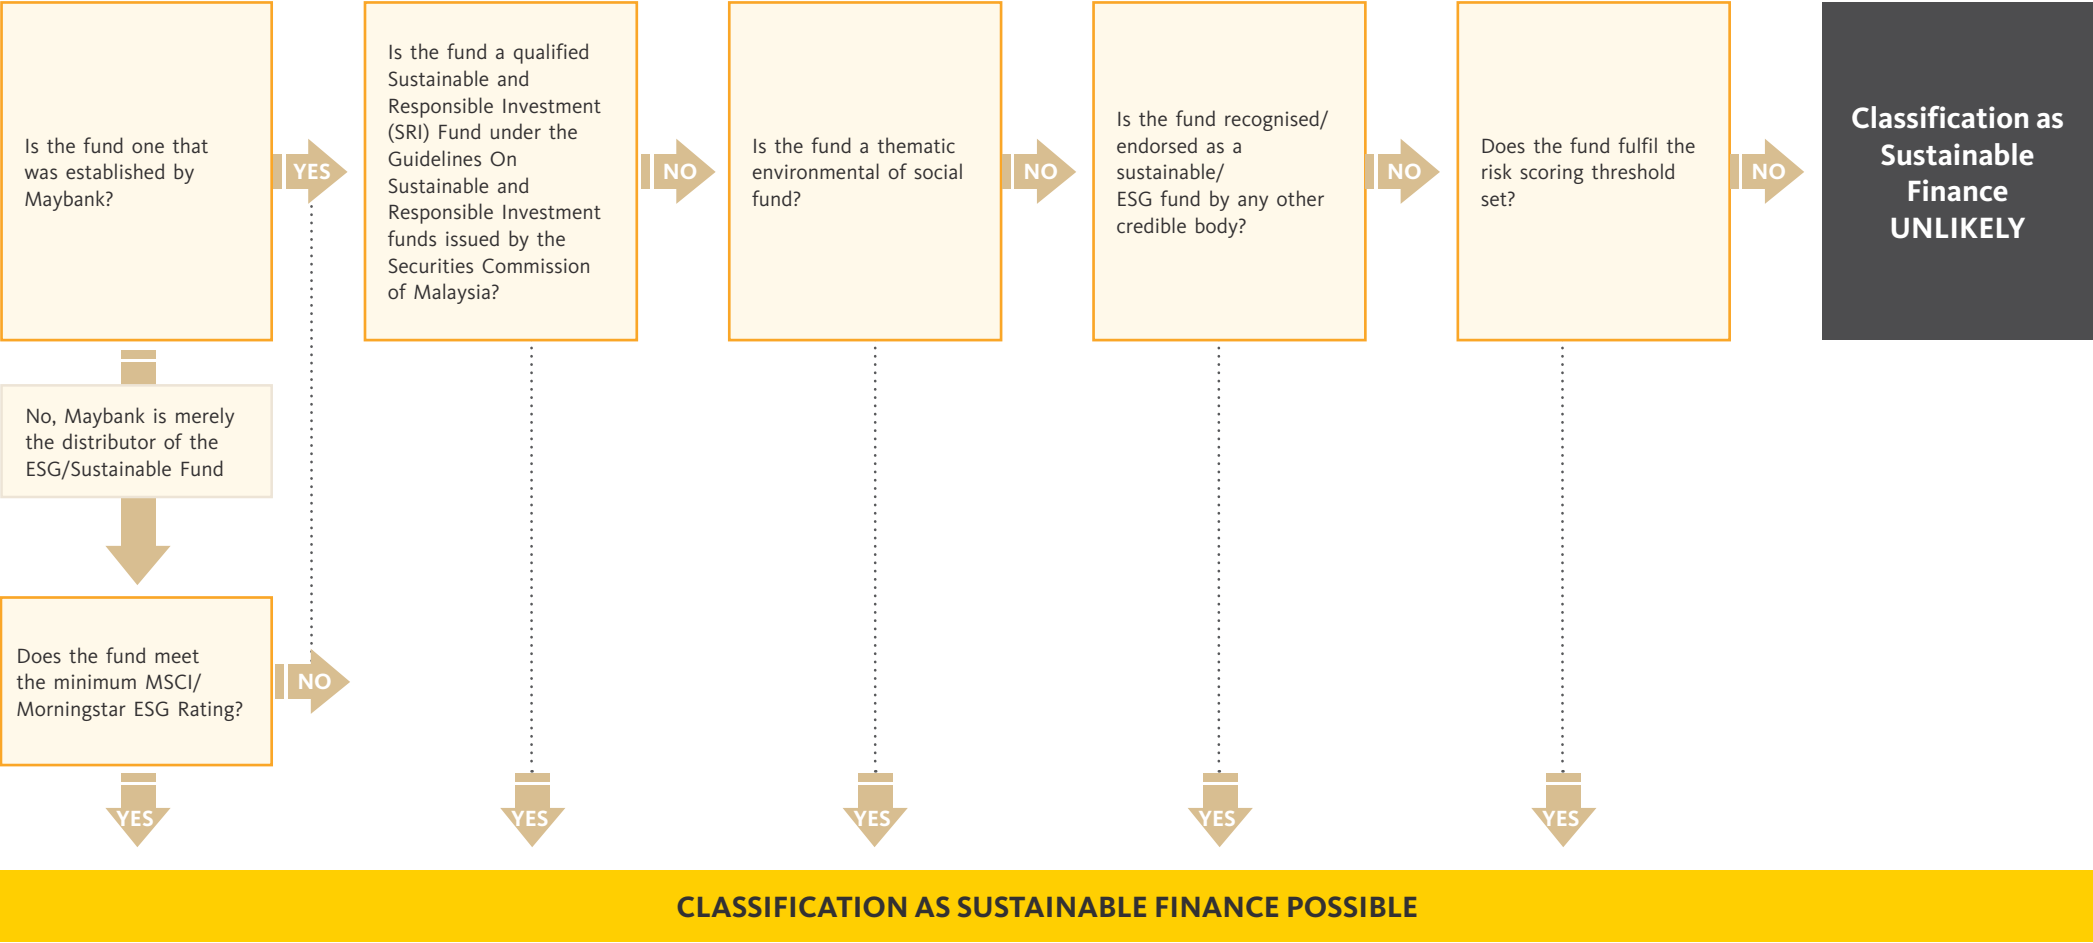 Is the fund one that
was established by
Maybank?
YES
Is the fund a qualified
Sustainable and
Responsible Investment
(SRI) Fund under the
Guidelines On
Sustainable and
Responsible Investment
funds issued by the
Securities Commission
of Malaysia?
NO
Is the fund a thematic
environmental of social
fund?
NO
Is the fund recognised/
endorsed as a
sustainable/
ESG fund by any other
credible body?
NO
Does the fund fulfil the
risk scoring threshold
set?
NO
Classification as
Sustainable
Finance
UNLIKELY
No, Maybank is merely
the distributor of the
ESG/Sustainable Fund
Does the fund meet
the minimum MSCI/
Morningstar ESG Rating?
NO
YES
YES
YES
YES
YES
CLASSIFICATION AS SUSTAINABLE FINANCE POSSIBLE